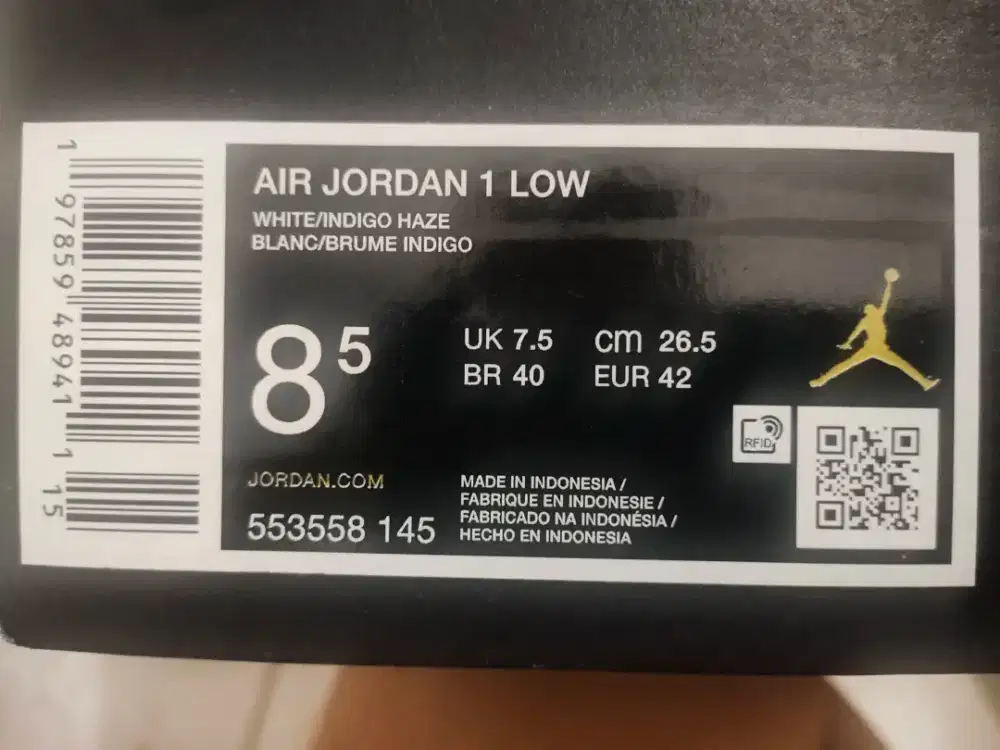 1 97859 48941 1 15
AIR JORDAN 1 LOW
WHITE/INDIGO HAZE
BLANC/BRUME INDIGO
8 5
UK 7.5 cm 26.5
BR 40 EUR 42
RFID
JORDAN.COM
553558 145
MADE IN INDONESIA /
FABRIQUE EN INDONESIE /
FABRICADO NA INDONÉSIA /
HECHO EN INDONESIA